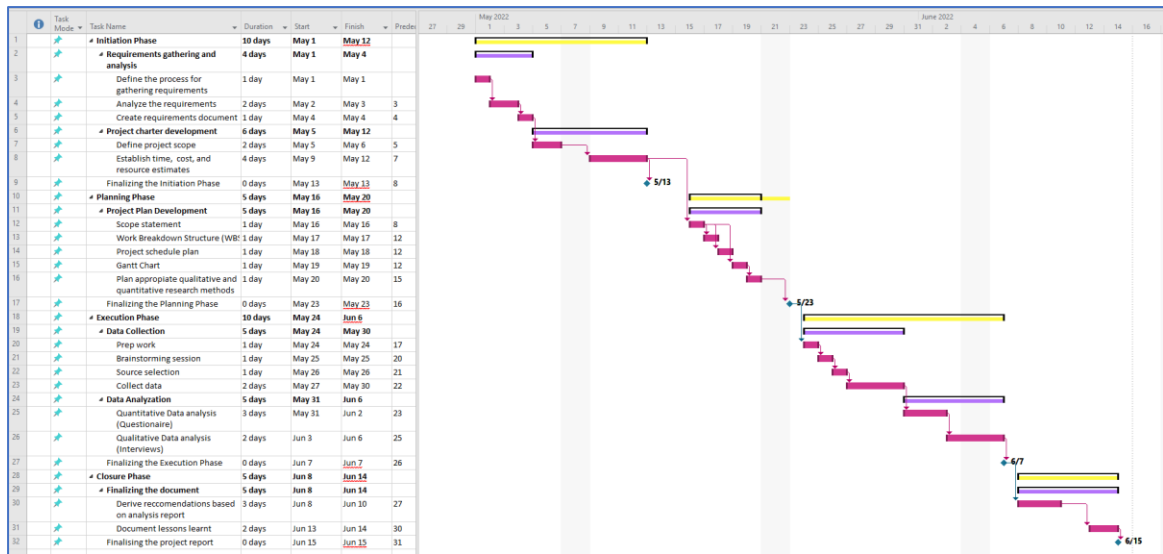 Task Mode Task Name Duration Start Finish Prede
May 2022 June 2022
27 29 1 3 5 7 9 11 13 15 17 19 21 23 25 27 29 31 2 4 6 8 10 12 14 16
1 Initiation Phase 10 days May 1 May 12
2 Requirements gathering and 4 days May 1 May 4
analysis
3 Define the process for 1 day May 1 May 1
gathering requirements
4 Analyze the requirements 2 days May 2 May 3 3
5 Create requirements document 1 day May 4 May 4 4
6 Project charter development 6 days May 5 May 12
7 Define project scope 2 days May 5 May 6 5
8 Establish time, cost, and 4 days May 9 May 12 7
resource estimates
9 Finalizing the Initiation Phase 0 days May 13 May 13 8 5/13
10 Planning Phase 5 days May 16 May 20
11 Project Plan Development 5 days May 16 May 20
12 Scope statement 1 day May 16 May 16 8
13 Work Breakdown Structure (WBS 1 day May 17 May 17 12
14 Project schedule plan 1 day May 18 May 18 12
15 Gantt Chart 1 day May 19 May 19 12
16 Plan appropiate qualitative and 1 day May 20 May 20 15
quantitative research methods
17 Finalizing the Planning Phase 0 days May 23 May 23 16 5/23
18 Execution Phase 10 days May 24 Jun 6
19 Data Collection 5 days May 24 May 30
20 Prep work 1 day May 24 May 24 17
21 Brainstorming session 1 day May 25 May 25 20
22 Source selection 1 day May 26 May 26 21
23 Collect data 2 days May 27 May 30 22
24 Data Analyzation 5 days May 31 Jun 6
25 Quantitative Data analysis 3 days May 31 Jun 2 23
(Questionaire)
26 Qualitative Data analysis 2 days Jun 3 Jun 6 25
(Interviews)
27 Finalizing the Execution Phase 0 days Jun 7 Jun 7 26 6/7
28 Closure Phase 5 days Jun 8 Jun 14
29 Finalizing the document 5 days Jun 8 Jun 14
30 Derive reccomendations based 3 days Jun 8 Jun 10 27
on analysis report
31 Document lessons learnt 2 days Jun 13 Jun 14 30
32 Finalising the project report 0 days Jun 15 Jun 15 31 6/15